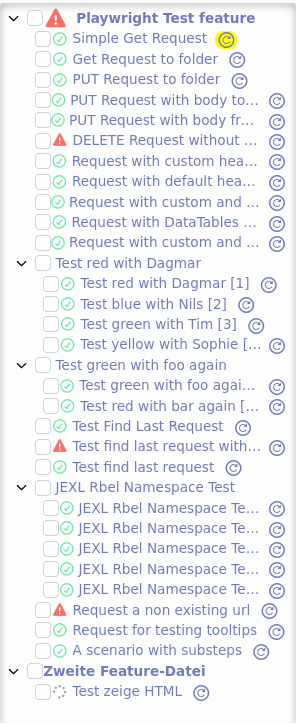 Playwright Test feature
Simple Get Request
Get Request to folder
PUT Request to folder
PUT Request with body to...
PUT Request with body fr...
DELETE Request without ...
Request with custom hea...
Request with default hea...
Request with custom and ...
Request with DataTables ...
Request with custom and ...
Test red with Dagmar
Test red with Dagmar [1]
Test blue with Nils [2]
Test green with Tim [3]
Test yellow with Sophie [...
Test green with foo again
Test green with foo agai...
Test red with bar again [...
Test Find Last Request
Test find last request with...
Test find last request
JEXL Rbel Namespace Test
JEXL Rbel Namespace Te...
JEXL Rbel Namespace Te...
JEXL Rbel Namespace Te...
JEXL Rbel Namespace Te...
JEXL Rbel Namespace Te...
Request a non existing url
Request for testing tooltips
A scenario with substeps
Zweite Feature-Datei
Test zeige HTML